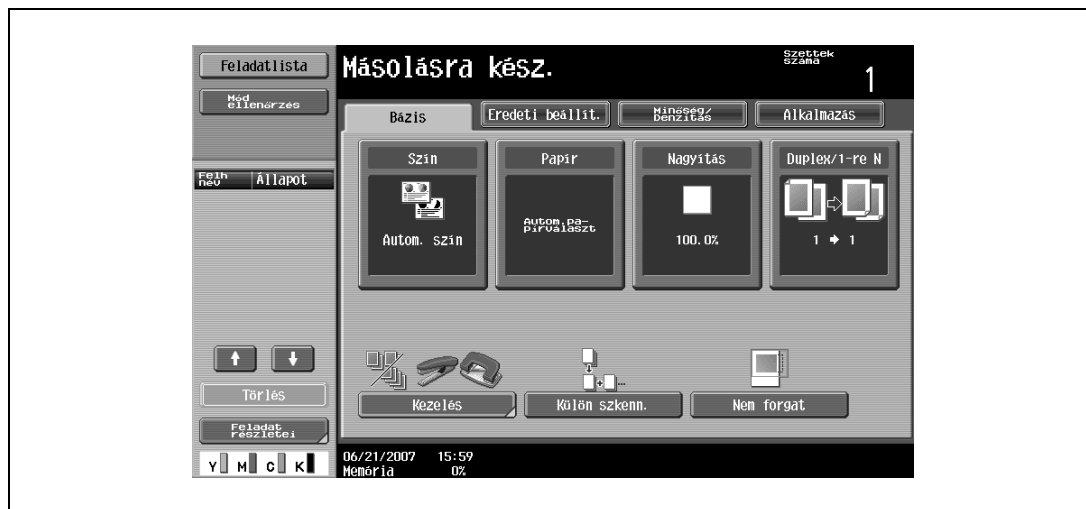 Feladatlista
Mód
ellenőrzés
Felh
név
Állapot
Törlés
Feladat
részletei
Y M C K
Másolásra kész.
Szettek
száma
1
Bázis
Eredeti beállít.
Minőség/
Denzitás
Alkalmazás
Szín
Papír
Nagyítás
Duplex/1-re N
Autom. szín
Autom.pa-
pírválaszt
100.0%
1 → 1
Kezelés
Külön szkenn.
Nem forgat
06/21/2007 15:59
Memória 0%